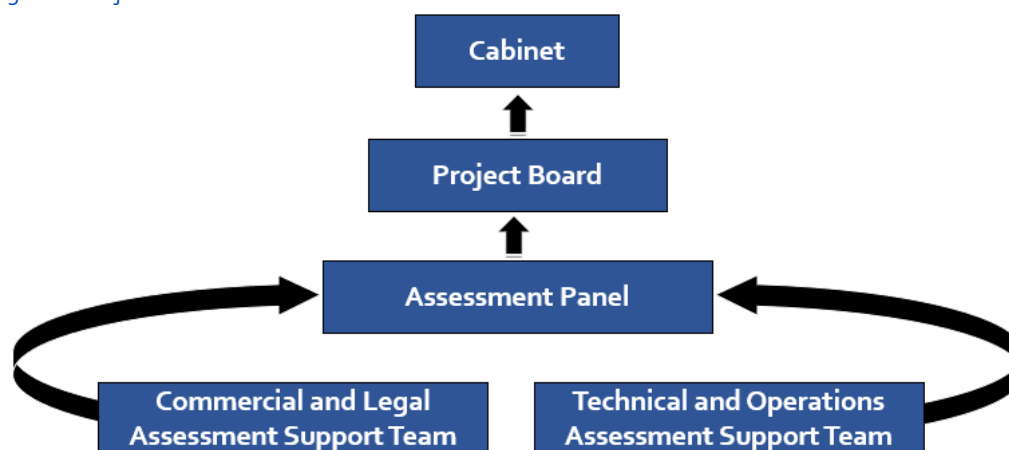 Cabinet
Project Board
Assessment Panel
Commercial and Legal
Assessment Support Team
Technical and Operations
Assessment Support Team